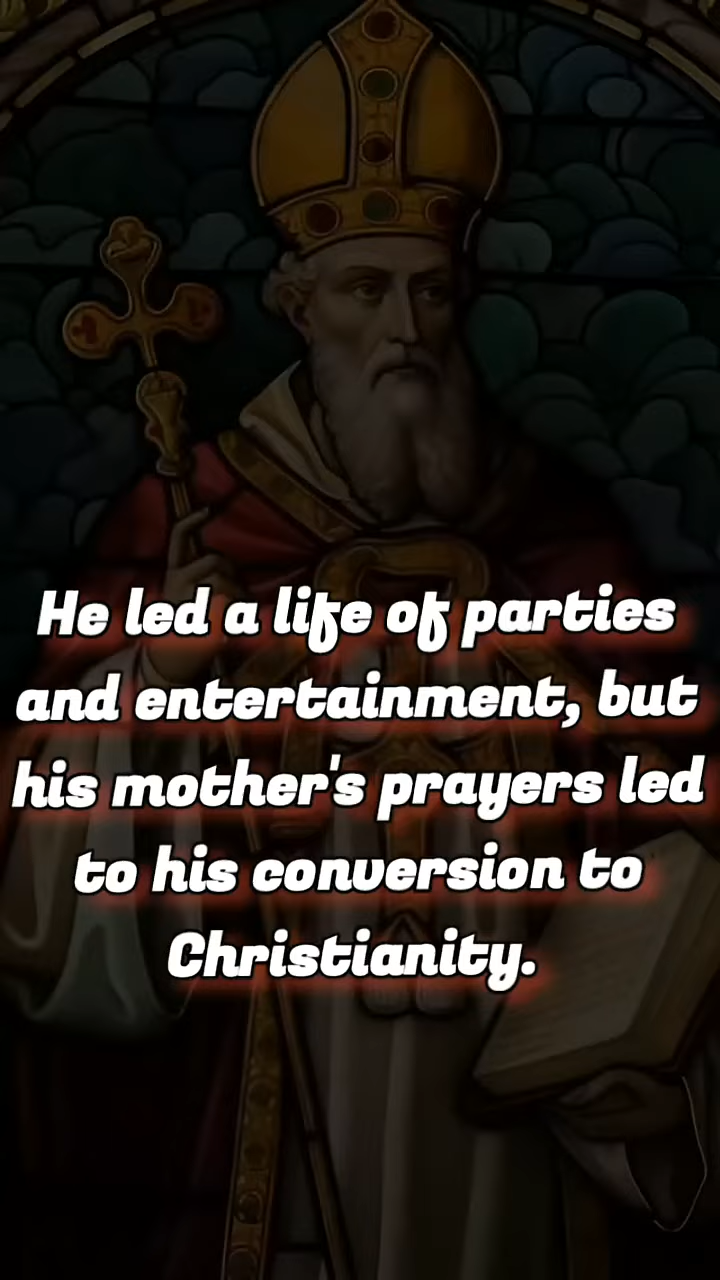 He led a life of parties
and entertainment, but
his mother's prayers led
to his conversion to
Christianity.